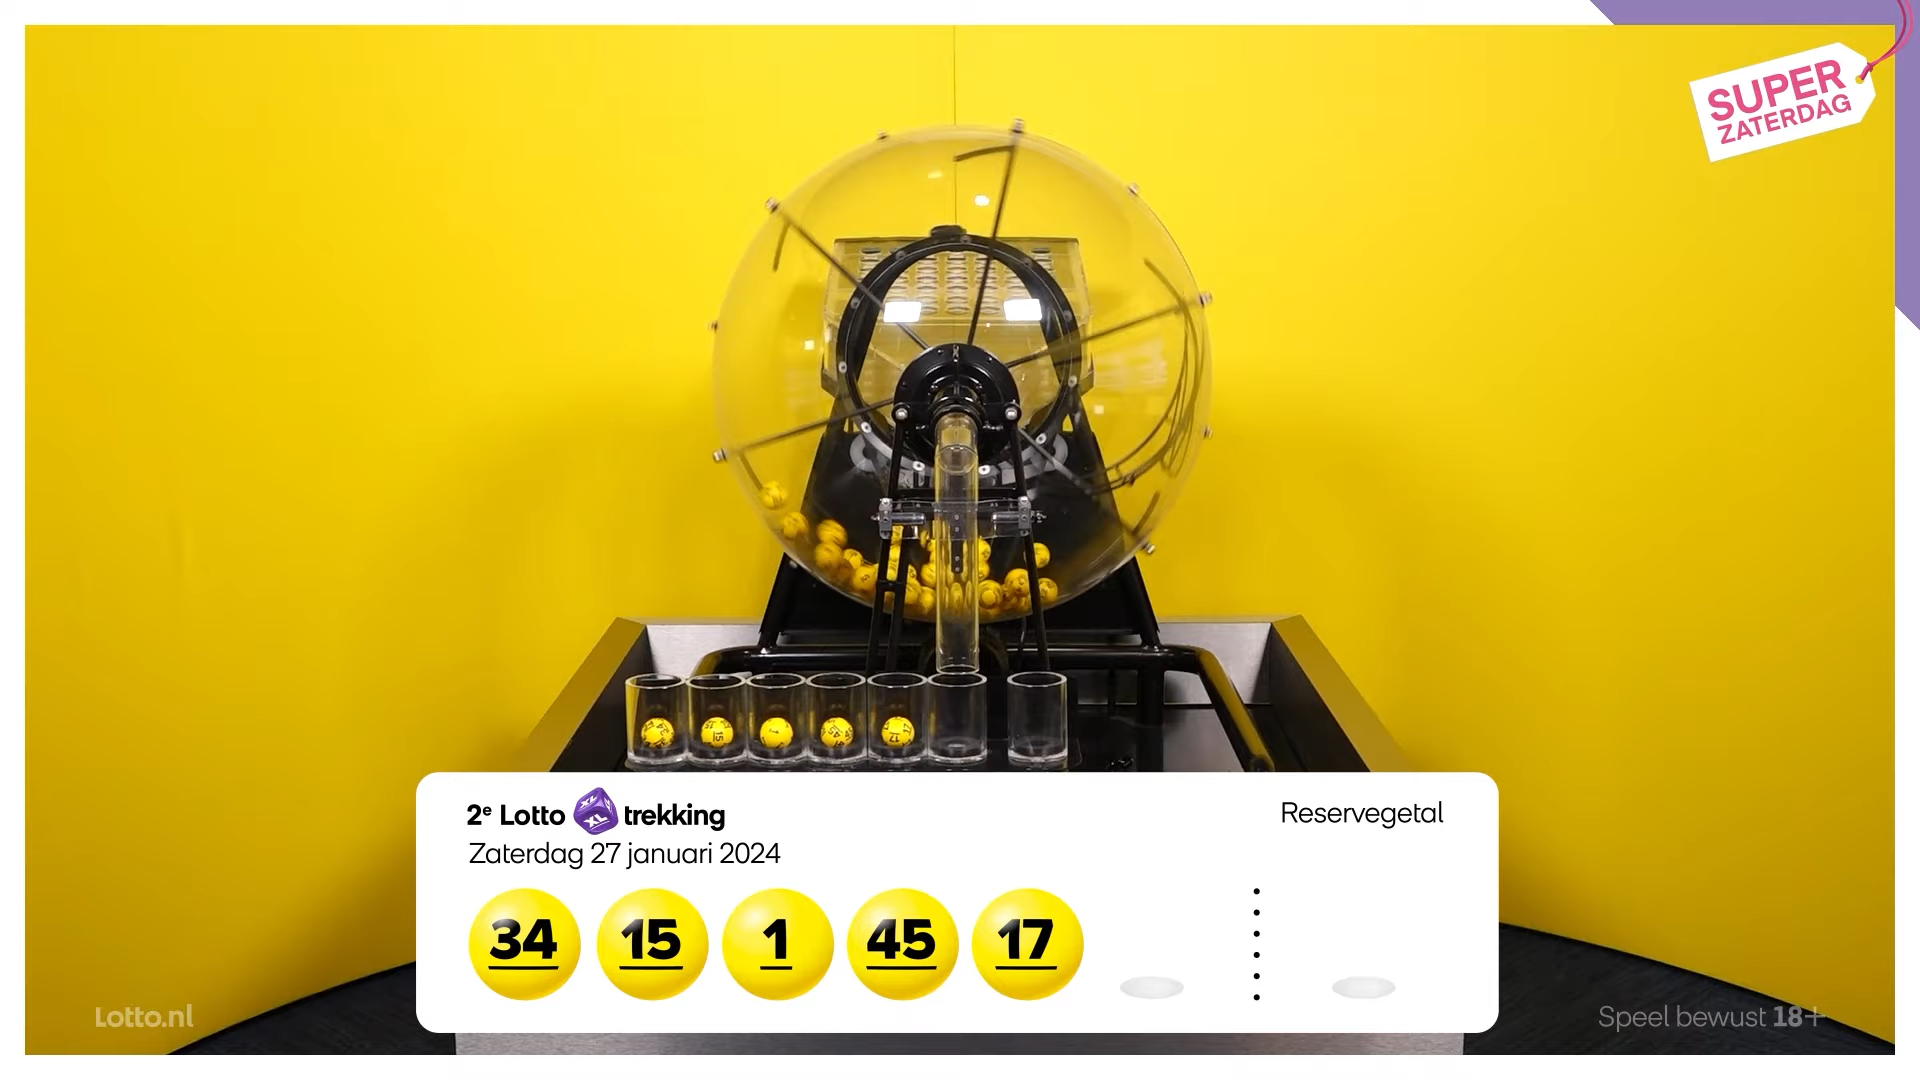 SUPER
ZATERDAG
2e Lotto XL trekking
Reservegetal
Zaterdag 27 januari 2024
34 15 1 45 17
Lotto.nl
Speel bewust 18+